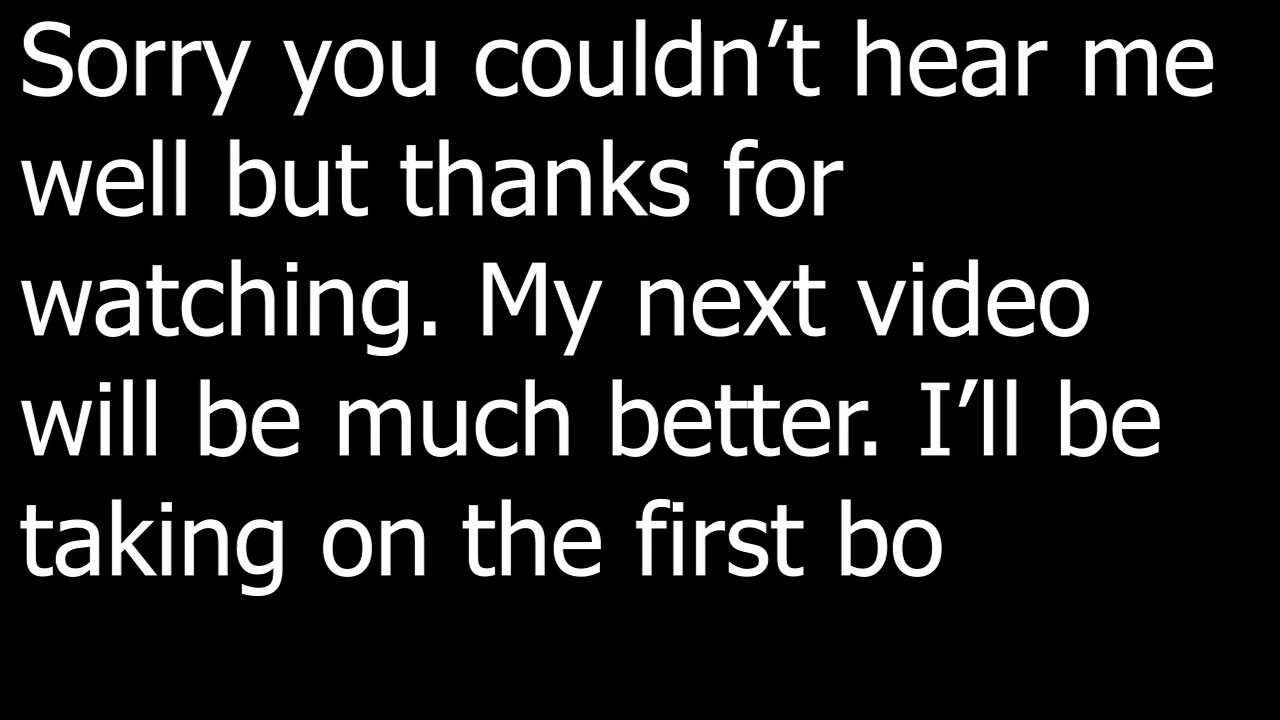 Sorry you couldn’t hear me
well but thanks for
watching. My next video
will be much better. I’ll be
taking on the first bo